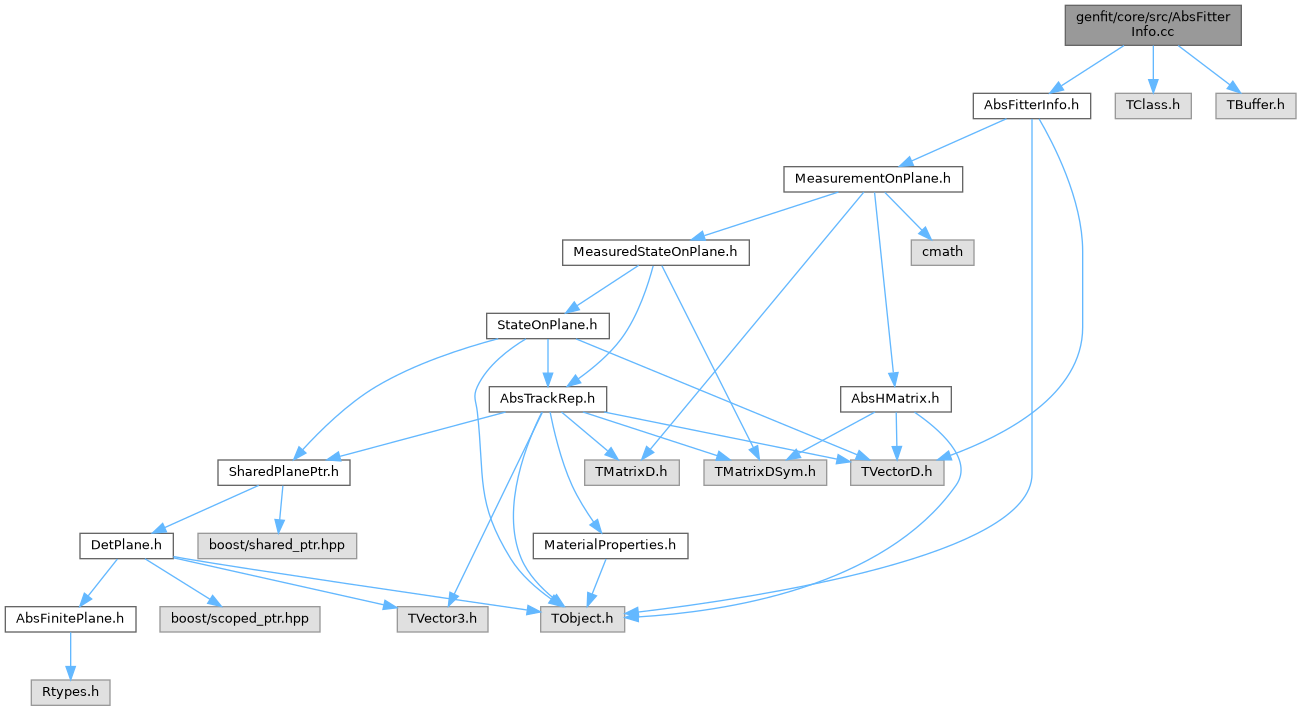 genfit/core/src/AbsFitter
Info.cc
AbsFitterInfo.h
TClass.h
TBuffer.h
MeasurementOnPlane.h
MeasuredStateOnPlane.h
cmath
StateOnPlane.h
AbsTrackRep.h
AbsHMatrix.h
SharedPlanePtr.h
TMatrixD.h
TMatrixDSym.h
TVectorD.h
DetPlane.h
boost/shared_ptr.hpp
MaterialProperties.h
AbsFinitePlane.h
boost/scoped_ptr.hpp
TVector3.h
TObject.h
Rtypes.h